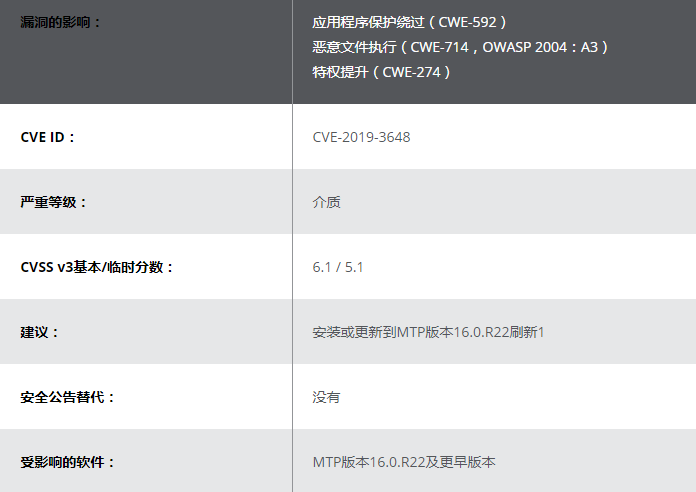 漏洞的影响：
应用程序保护绕过（CWE-592）
恶意文件执行（CWE-714，OWASP 2004：A3）
特权提升（CWE-274）
CVE ID：
CVE-2019-3648
严重等级：
介质
CVSS v3基本/临时分数：
6.1 / 5.1
建议：
安装或更新到MTP版本16.0.R22刷新1
安全公告替代：
没有
受影响的软件：
MTP版本16.0.R22及更早版本